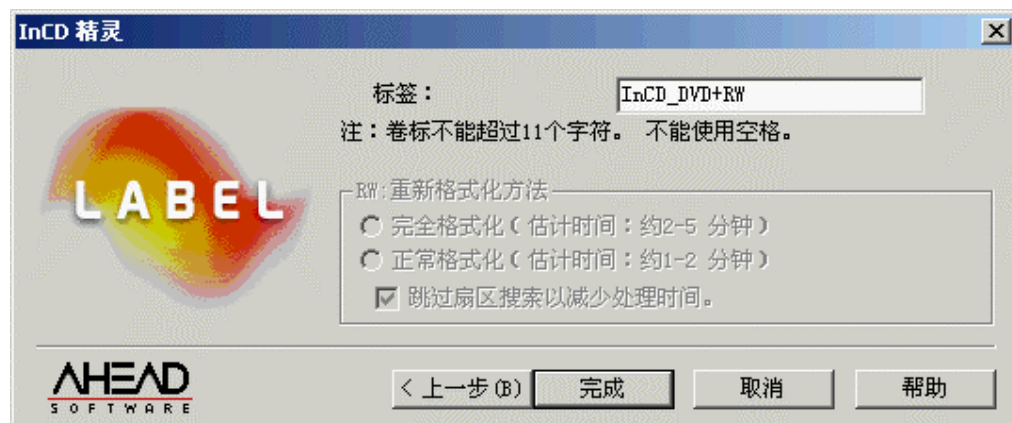 InCD 精灵
标签： InCD_DVD+RW
注：卷标不能超过11个字符。 不能使用空格。
LABEL
RW:重新格式化方法
完全格式化（估计时间：约2-5 分钟）
正常格式化（估计时间：约1-2 分钟）
跳过扇区搜索以减少处理时间。
AHEAD
SOFTWARE
< 上一步(B) 完成 取消 帮助